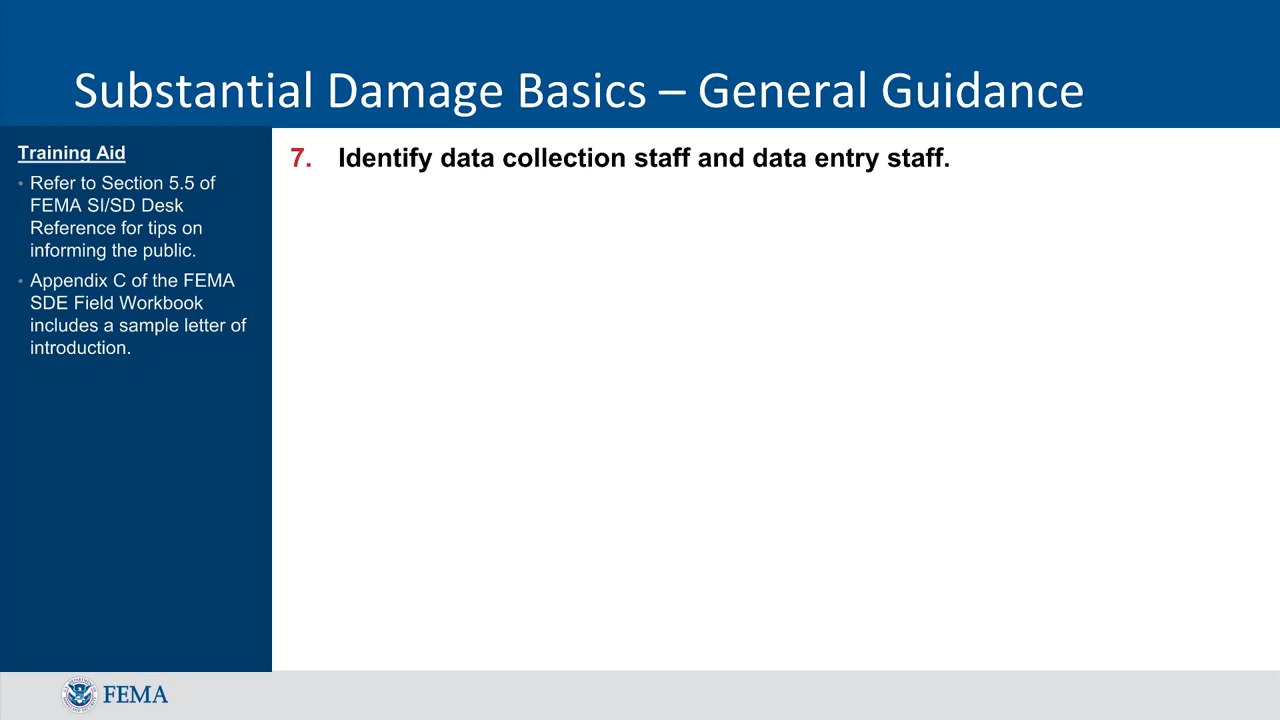 Substantial Damage Basics – General Guidance
Training Aid
• Refer to Section 5.5 of
FEMA SI/SD Desk
Reference for tips on
informing the public.
• Appendix C of the FEMA
SDE Field Workbook
includes a sample letter of
introduction.
7. Identify data collection staff and data entry staff.
FEMA